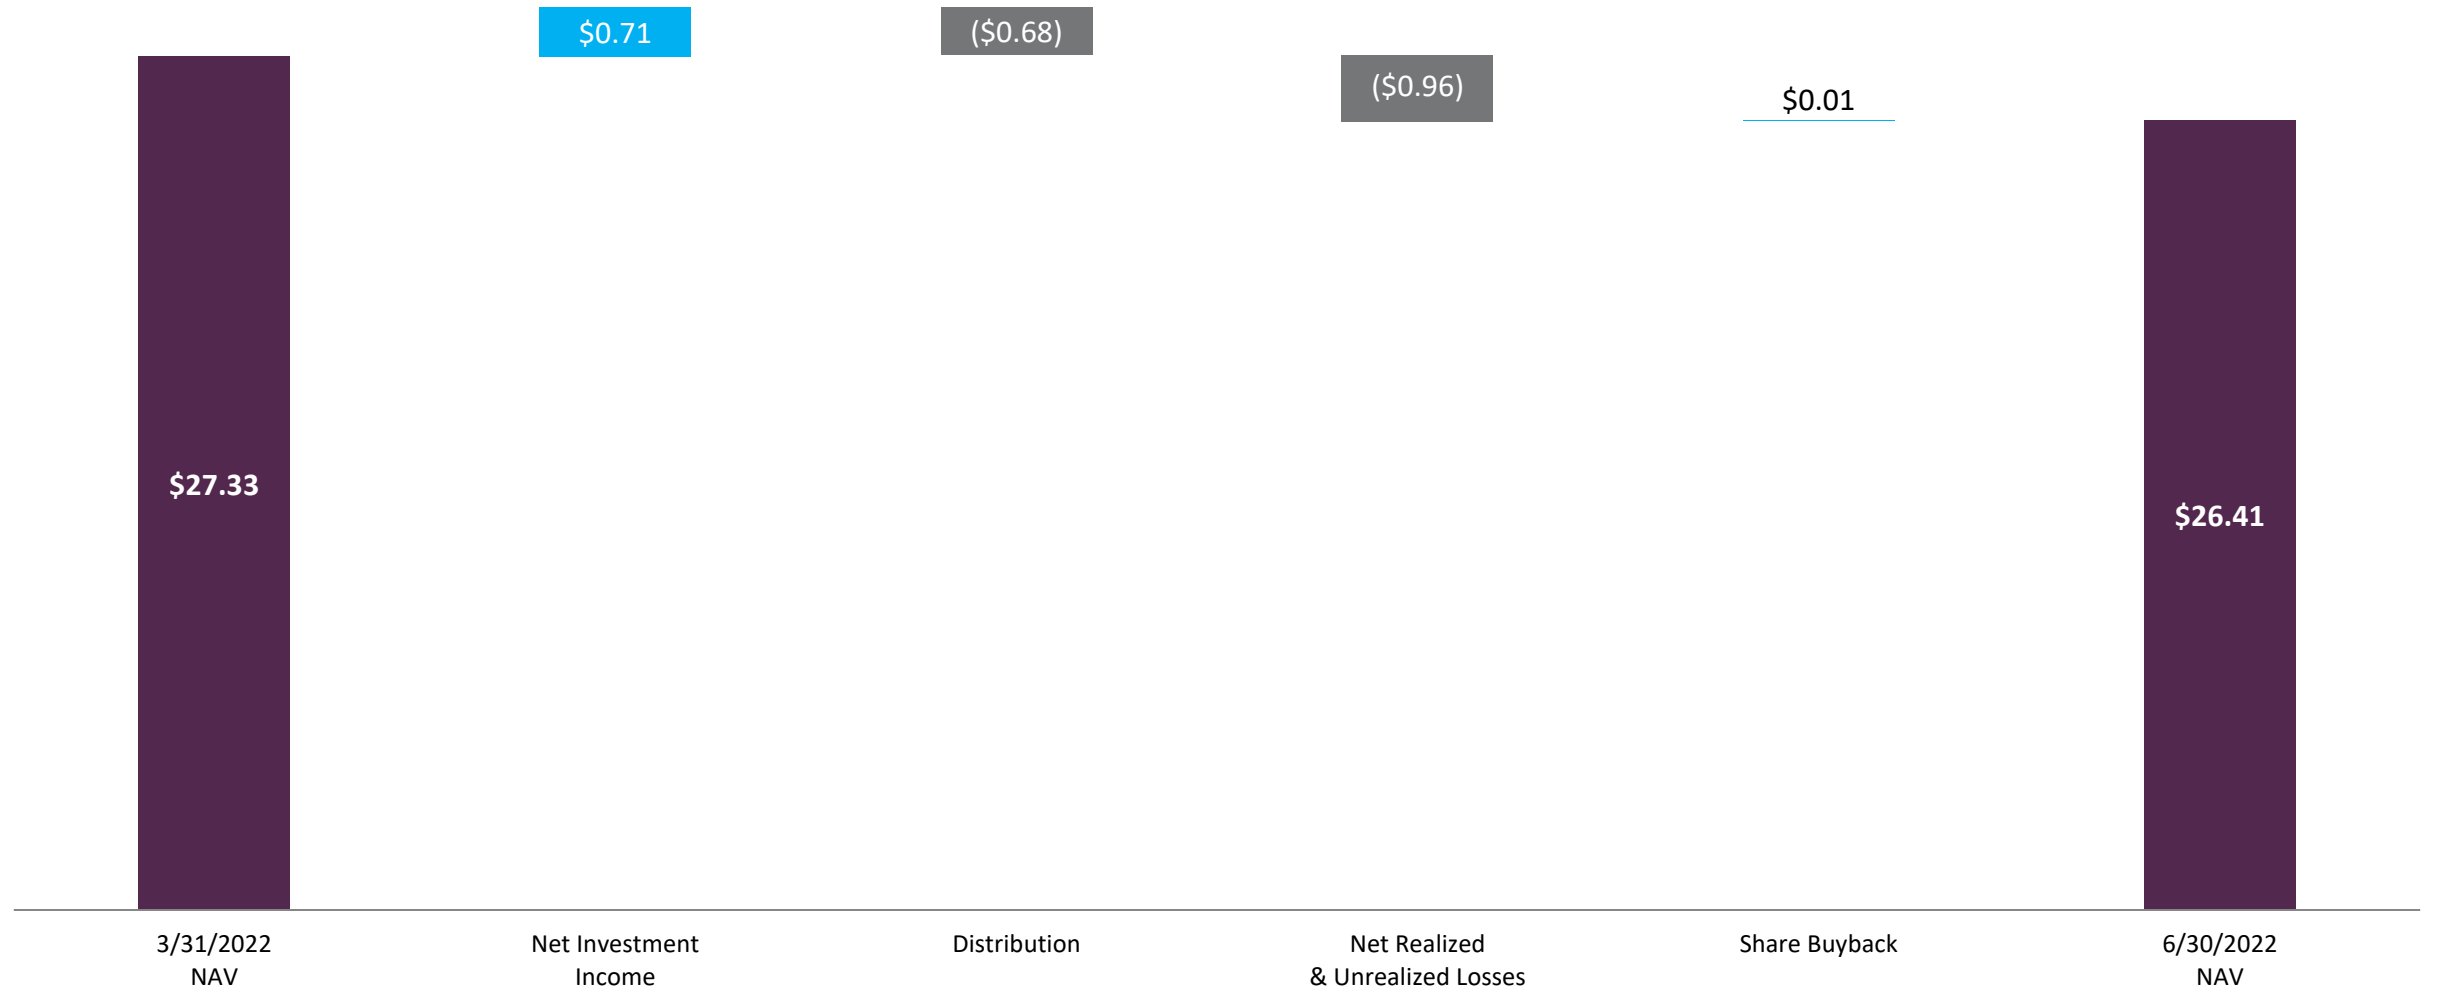 $0.71
($0.68)
($0.96)
$0.01
$27.33
$26.41
3/31/2022
NAV
Net Investment
Income
Distribution
Net Realized
& Unrealized Losses
Share Buyback
6/30/2022
NAV